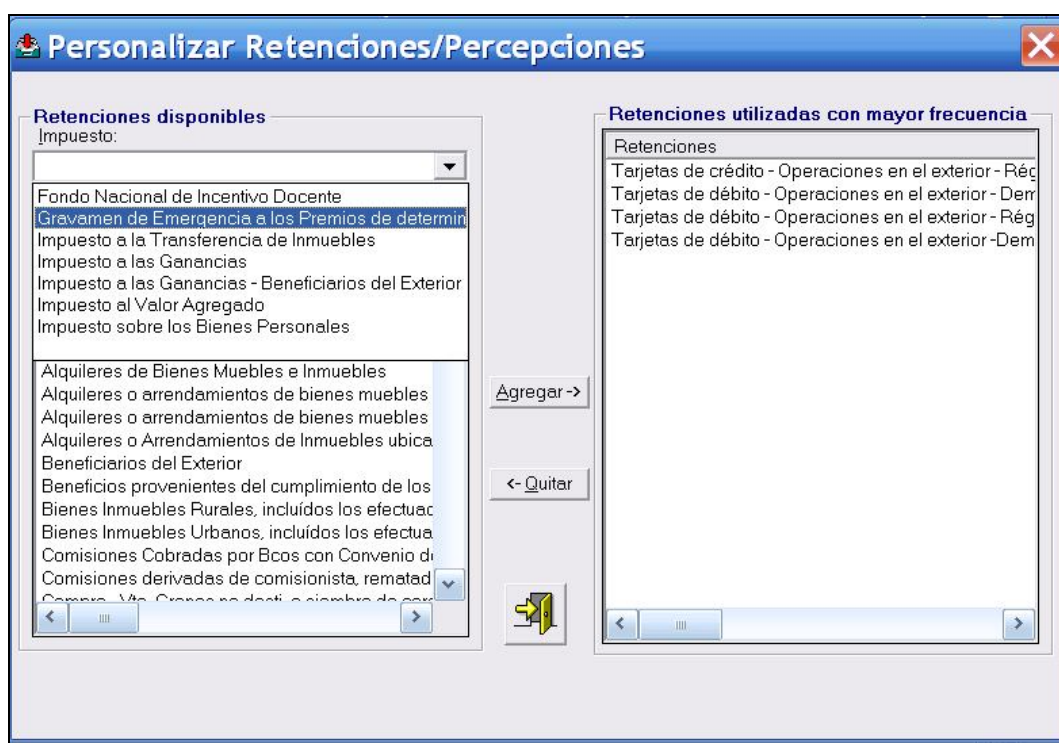 Personalizar Retenciones/Percepciones
Retenciones disponibles
Impuesto:
Fondo Nacional de Incentivo Docente
Gravamen de Emergencia a los Premios de determin
Impuesto a la Transferencia de Inmuebles
Impuesto a las Ganancias
Impuesto a las Ganancias - Beneficiarios del Exterior
Impuesto al Valor Agregado
Impuesto sobre los Bienes Personales
Alquileres de Bienes Muebles e Inmuebles
Alquileres o arrendamientos de bienes muebles
Alquileres o arrendamientos de bienes muebles
Alquileres o Arrendamientos de Inmuebles ubica
Beneficiarios del Exterior
Beneficios provenientes del cumplimiento de los
Bienes Inmuebles Rurales, incluídos los efectuac
Bienes Inmuebles Urbanos, incluídos los efectua
Comisiones Cobradas por Bcos con Convenio de
Comisiones derivadas de comisionista, rematad
Agregar ->
<- Quitar
Retenciones utilizadas con mayor frecuencia
Retenciones
Tarjetas de crédito - Operaciones en el exterior - Rég
Tarjetas de débito - Operaciones en el exterior - Dem
Tarjetas de débito - Operaciones en el exterior - Rég
Tarjetas de débito - Operaciones en el exterior -Dem